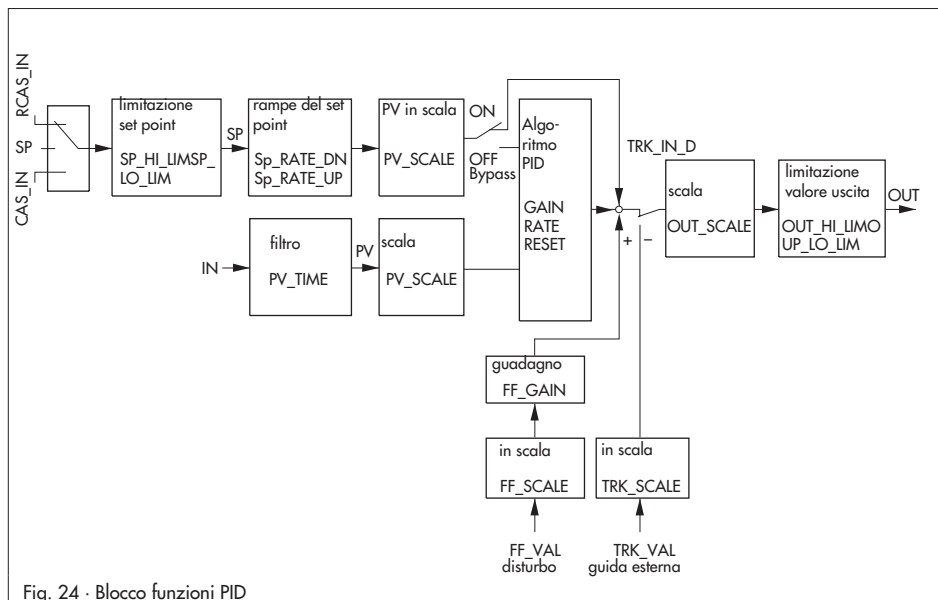 RCAS_IN
SP
CAS_IN
limitazione
set point
SP_HI_LIMSP_
LO_LIM
SP
rampe del set
point
Sp_RATE_DN
Sp_RATE_UP
PV in scala
PV_SCALE
ON
OFF
Bypass
Algo-
ritmo
PID
GAIN
RATE
RESET
TRK_IN_D
+
−
scala
OUT_SCALE
limitazione
valore uscita
OUT_HI_LIMO
UP_LO_LIM
OUT
IN
filtro
PV_TIME
PV
scala
PV_SCALE
guadagno
FF_GAIN
in scala
FF_SCALE
in scala
TRK_SCALE
FF_VAL
disturbo
TRK_VAL
guida esterna
Fig. 24 · Blocco funzioni PID